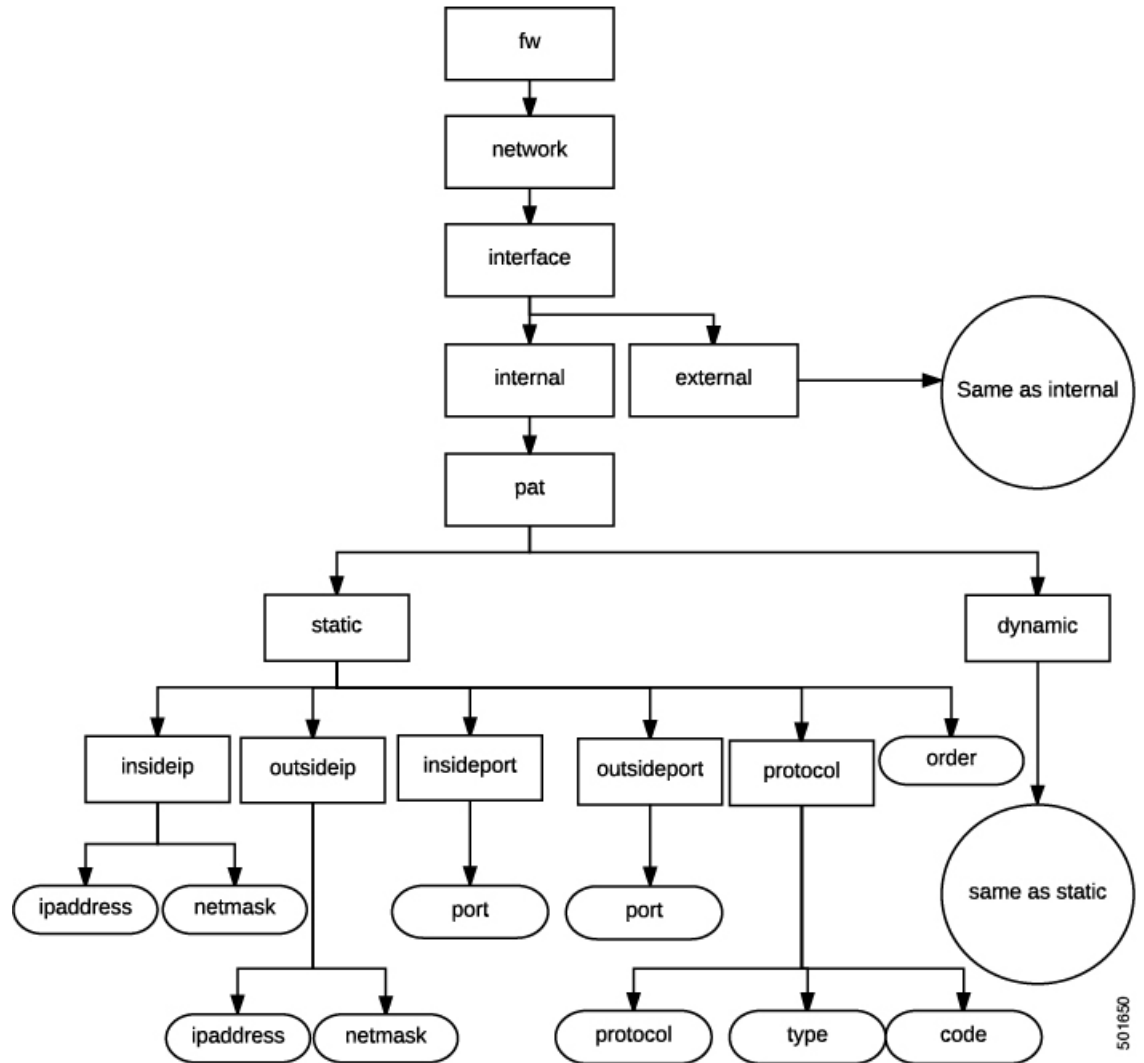 fw
network
interface
internal
external
Same as internal
pat
static
dynamic
insideip
outsideip
insideport
outsideport
protocol
order
ipaddress
netmask
port
port
same as static
ipaddress
netmask
protocol
type
code
501650